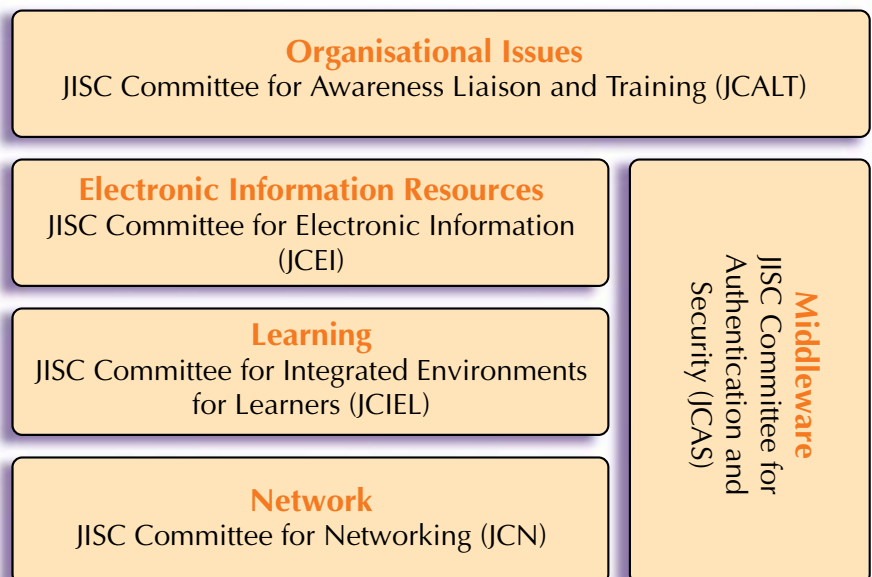 Organisational Issues
JISC Committee for Awareness Liaison and Training (JCALT)
Electronic Information Resources
JISC Committee for Electronic Information
(JCEI)
Learning
JISC Committee for Integrated Environments
for Learners (JCIEL)
Network
JISC Committee for Networking (JCN)
Middleware
JISC Committee for
Authentication and
Security (JCAS)